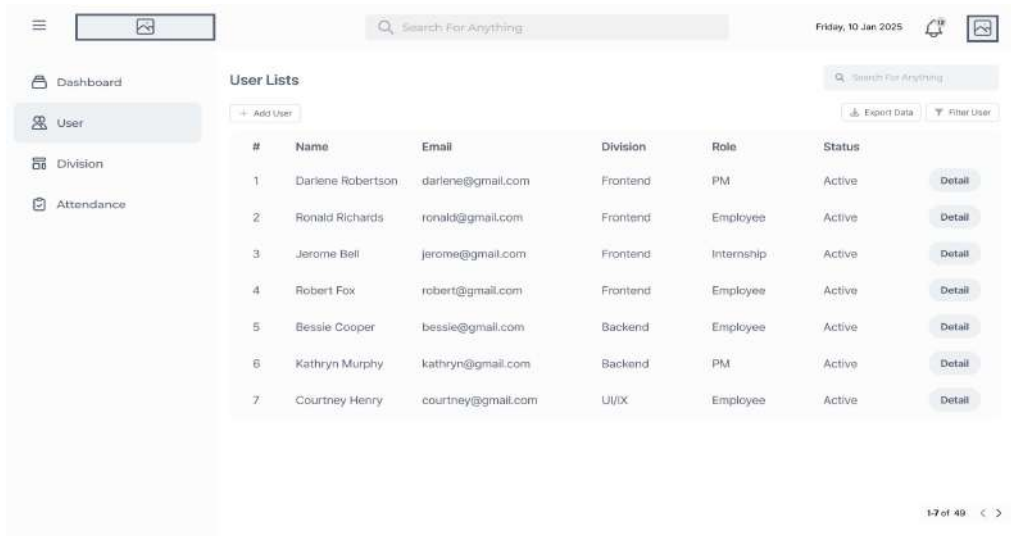 Search For Anything
Friday, 10 Jan 2025
Dashboard
User
Division
Attendance
User Lists
Search For Anything
+ Add User
Export Data
Filter User
# Name Email Division Role Status
1 Darlene Robertson darlene@gmail.com Frontend PM Active Detail
2 Ronald Richards ronald@gmail.com Frontend Employee Active Detail
3 Jerome Bell jerome@gmail.com Frontend Internship Active Detail
4 Robert Fox robert@gmail.com Frontend Employee Active Detail
5 Bessie Cooper bessie@gmail.com Backend Employee Active Detail
6 Kathryn Murphy kathryn@gmail.com Backend PM Active Detail
7 Courtney Henry courtney@gmail.com UI/IX Employee Active Detail
1-7 of 49